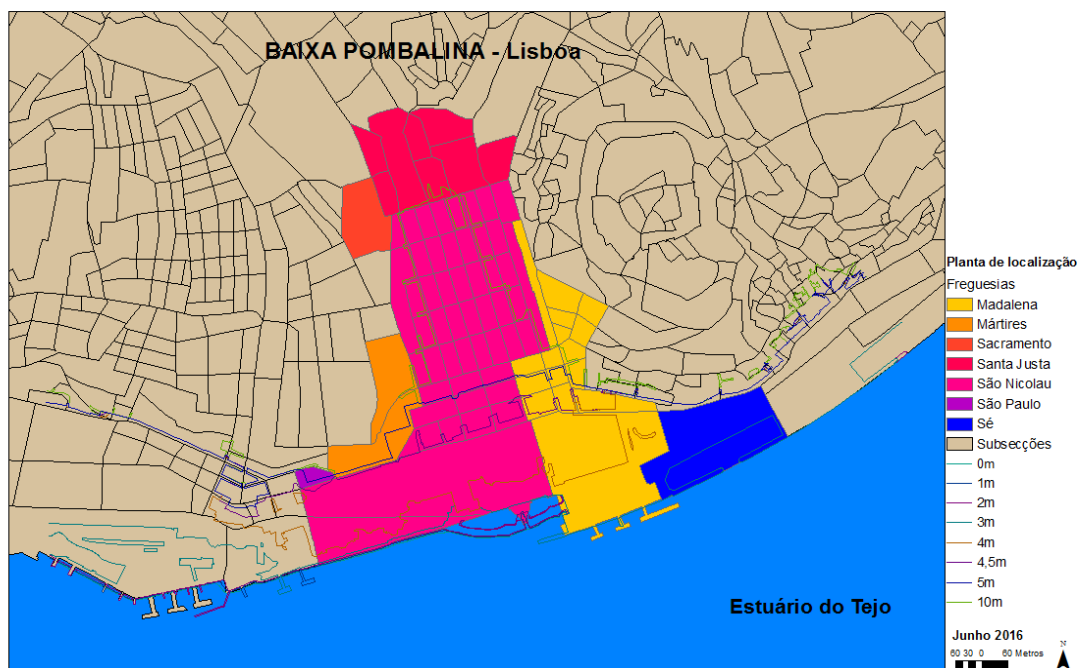 BAIXA POMBALINA - Lisboa
Planta de localização
Freguesias
Madalena
Mártires
Sacramento
Santa Justa
São Nicolau
São Paulo
Sé
Subsecções
0m
1m
2m
3m
4m
4,5m
5m
10m
Estuário do Tejo
Junho 2016
N
60 30 0 60 Metros